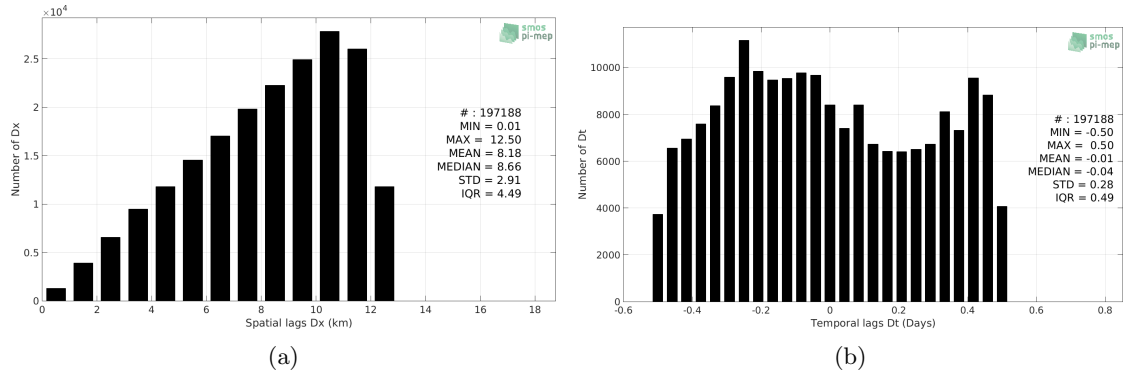 ×10^4
smos
pi-mep
2.5
2
1.5
1
0.5
0
Number of Dx
# : 197188
MIN = 0.01
MAX = 12.50
MEAN = 8.18
MEDIAN = 8.66
STD = 2.91
IQR = 4.49
0 2 4 6 8 10 12 14 16 18
Spatial lags Dx (km)
(a)
smos
pi-mep
10000
8000
6000
4000
2000
0
Number of Dt
# : 197188
MIN = -0.50
MAX = 0.50
MEAN = -0.01
MEDIAN = -0.04
STD = 0.28
IQR = 0.49
-0.6 -0.4 -0.2 0 0.2 0.4 0.6 0.8
Temporal lags Dt (Days)
(b)